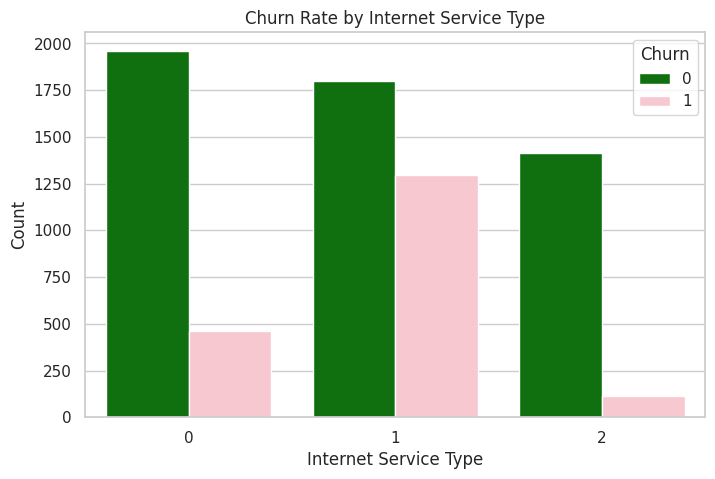 Churn Rate by Internet Service Type
Churn
0
1
2000
1750
1500
1250
1000
750
500
250
0
Count
0 1 2
Internet Service Type